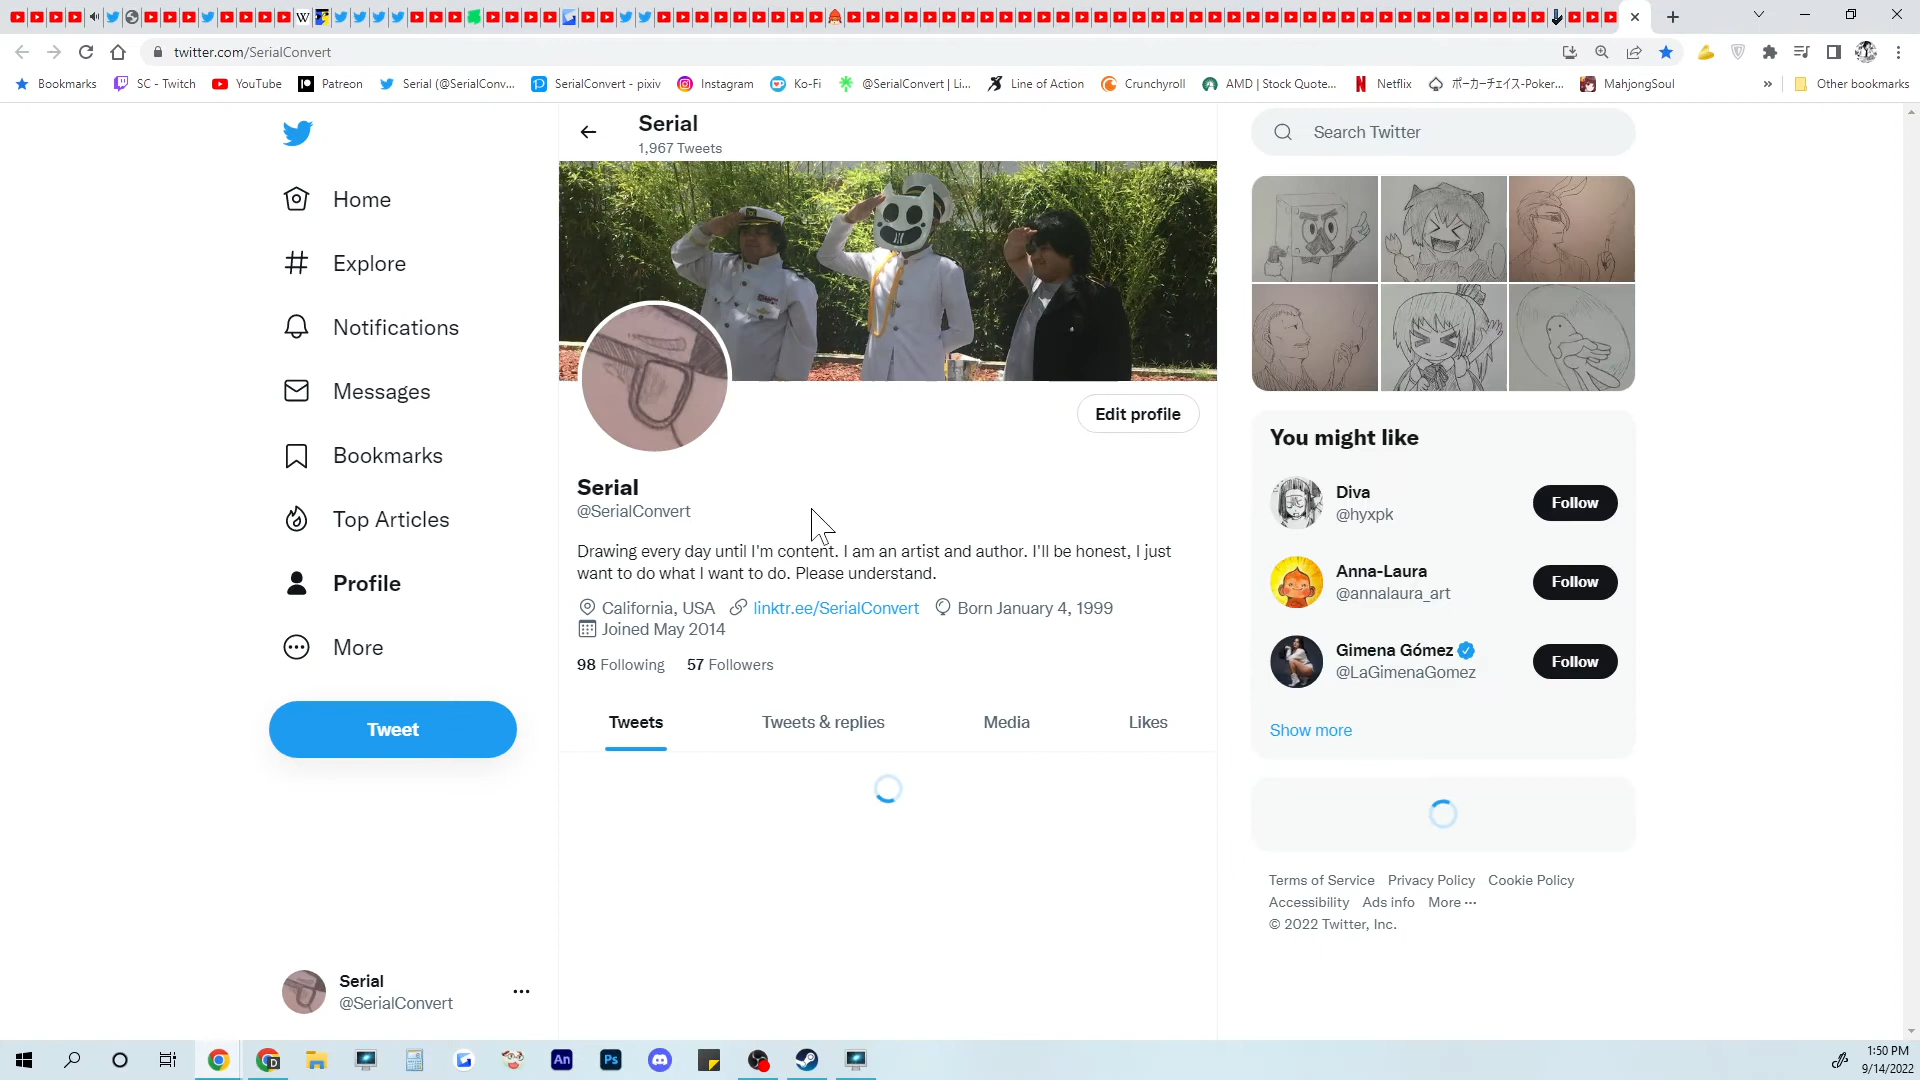 twitter.com/SerialConvert
Bookmarks
SC - Twitch
YouTube
Patreon
Serial (@SerialConv...
SerialConvert - pixiv
Instagram
Ko-Fi
@SerialConvert | Li...
Line of Action
Crunchyroll
AMD | Stock Quote...
Netflix
ポーカーチェイス-Poker...
MahjongSoul
»
Other bookmarks
Home
Explore
Notifications
Messages
Bookmarks
Top Articles
Profile
More
Tweet
Serial
@SerialConvert
Serial
1,967 Tweets
Edit profile
Serial
@SerialConvert
Drawing every day until I'm content. I am an artist and author. I'll be honest, I just
want to do what I want to do. Please understand.
California, USA linktr.ee/SerialConvert Born January 4, 1999
Joined May 2014
98 Following 57 Followers
Tweets Tweets & replies Media Likes
Search Twitter
You might like
Diva
@hyxpk
Follow
Anna-Laura
@annalaura_art
Follow
Gimena Gómez
@LaGimenaGomez
Follow
Show more
Terms of Service Privacy Policy Cookie Policy
Accessibility Ads info More ···
© 2022 Twitter, Inc.
An
Ps
1:50 PM
9/14/2022